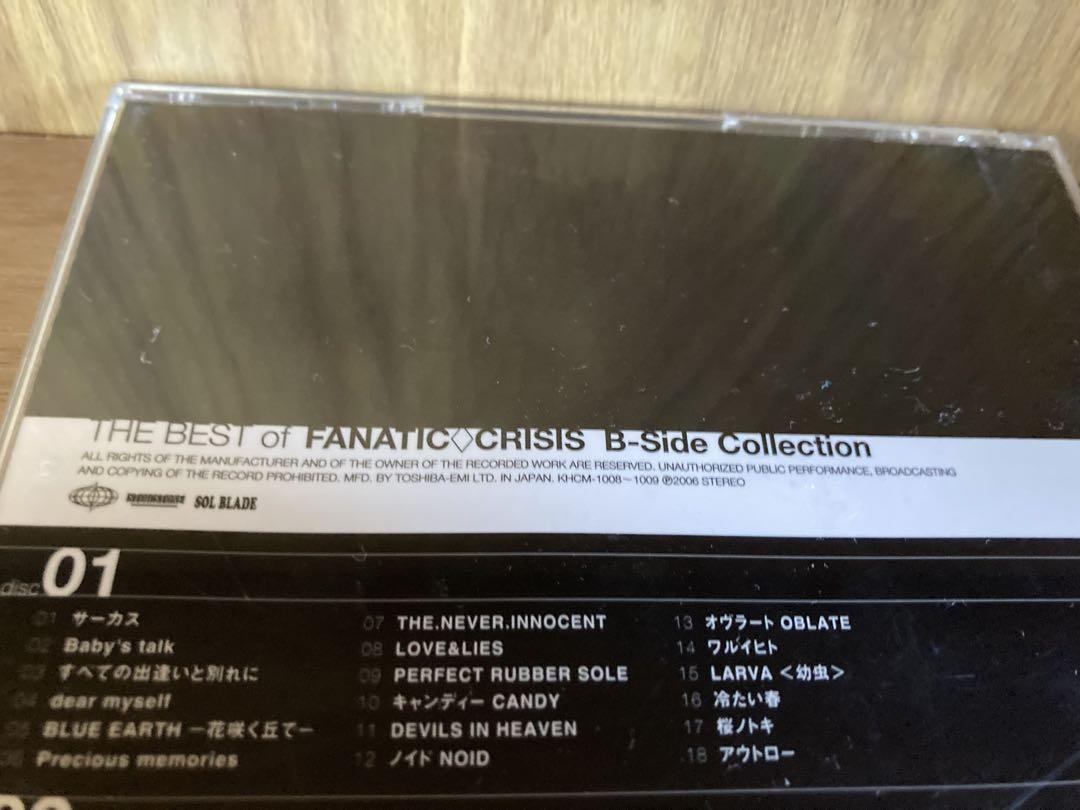 THE BEST of FANATIC◇CRISIS B-Side Collection
ALL RIGHTS OF THE MANUFACTURER AND OF THE OWNER OF THE RECORDED WORK ARE RESERVED. UNAUTHORIZED PUBLIC PERFORMANCE, BROADCASTING
AND COPYING OF THE RECORD PROHIBITED. MFD. BY TOSHIBA-EMI LTD. IN JAPAN. KHCM-1008~1009 ℗2006 STEREO
SOL BLADE
disc 01
01 サーカス
02 Baby's talk
03 すべての出逢いと別れに
04 dear myself
05 BLUE EARTH ー花咲く丘でー
06 Precious memories
07 THE.NEVER.INNOCENT
08 LOVE&LIES
09 PERFECT RUBBER SOLE
10 キャンディー CANDY
11 DEVILS IN HEAVEN
12 ノイド NOID
13 オヴラート OBLATE
14 ワルイヒト
15 LARVA <幼虫>
16 冷たい春
17 桜ノトキ
18 アウトロー